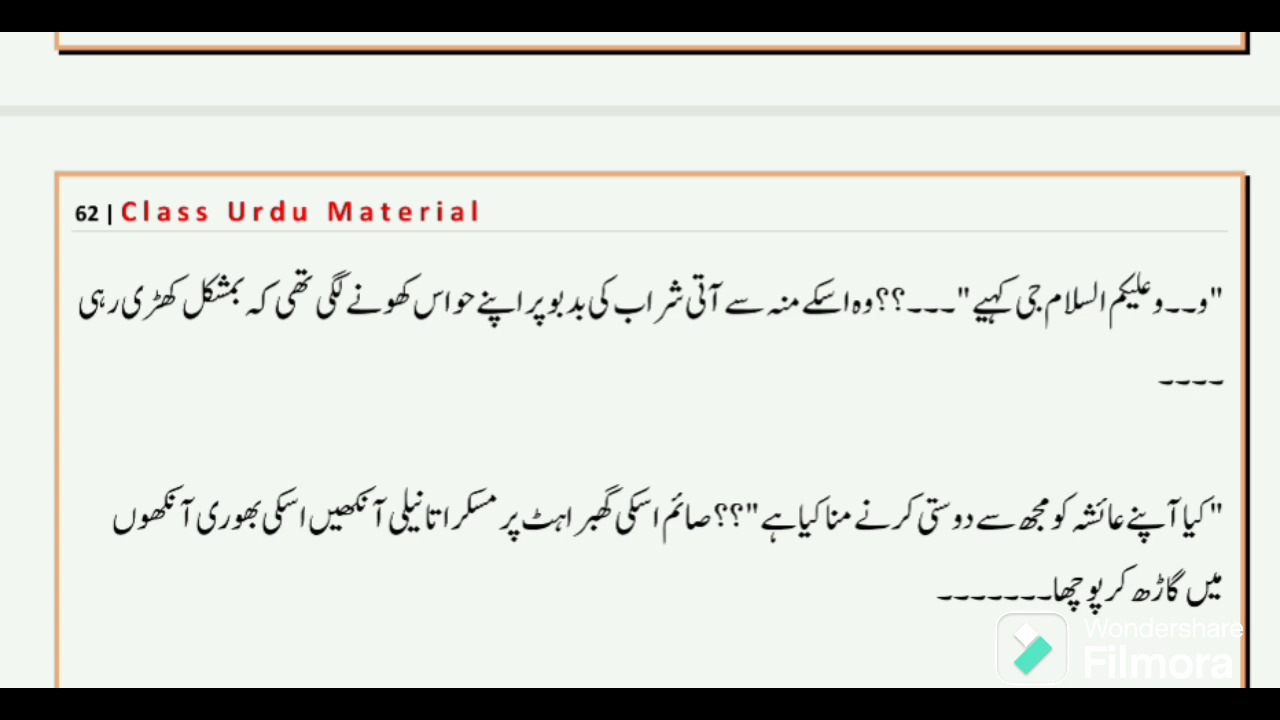 62 | Class Urdu Material
"و۔۔وعلیکم السلام جی کہیے"۔۔۔۔؟؟وہ اسکے منہ سے آتی شراب کی بدبو پر اپنے حواس کھونے لگی تھی کہ بمشکل کھڑی رہی
۔۔۔۔
"کیا آپنے عائشہ کو مجھ سے دوستی کرنے منا کیا ہے"؟؟صائم اسکی گھبراہٹ پر مسکراتا نیلی آنکھیں اسکی بھوری آنکھوں
میں گاڑھ کر پوچھا۔۔۔۔۔۔۔
Wondershare
Filmora